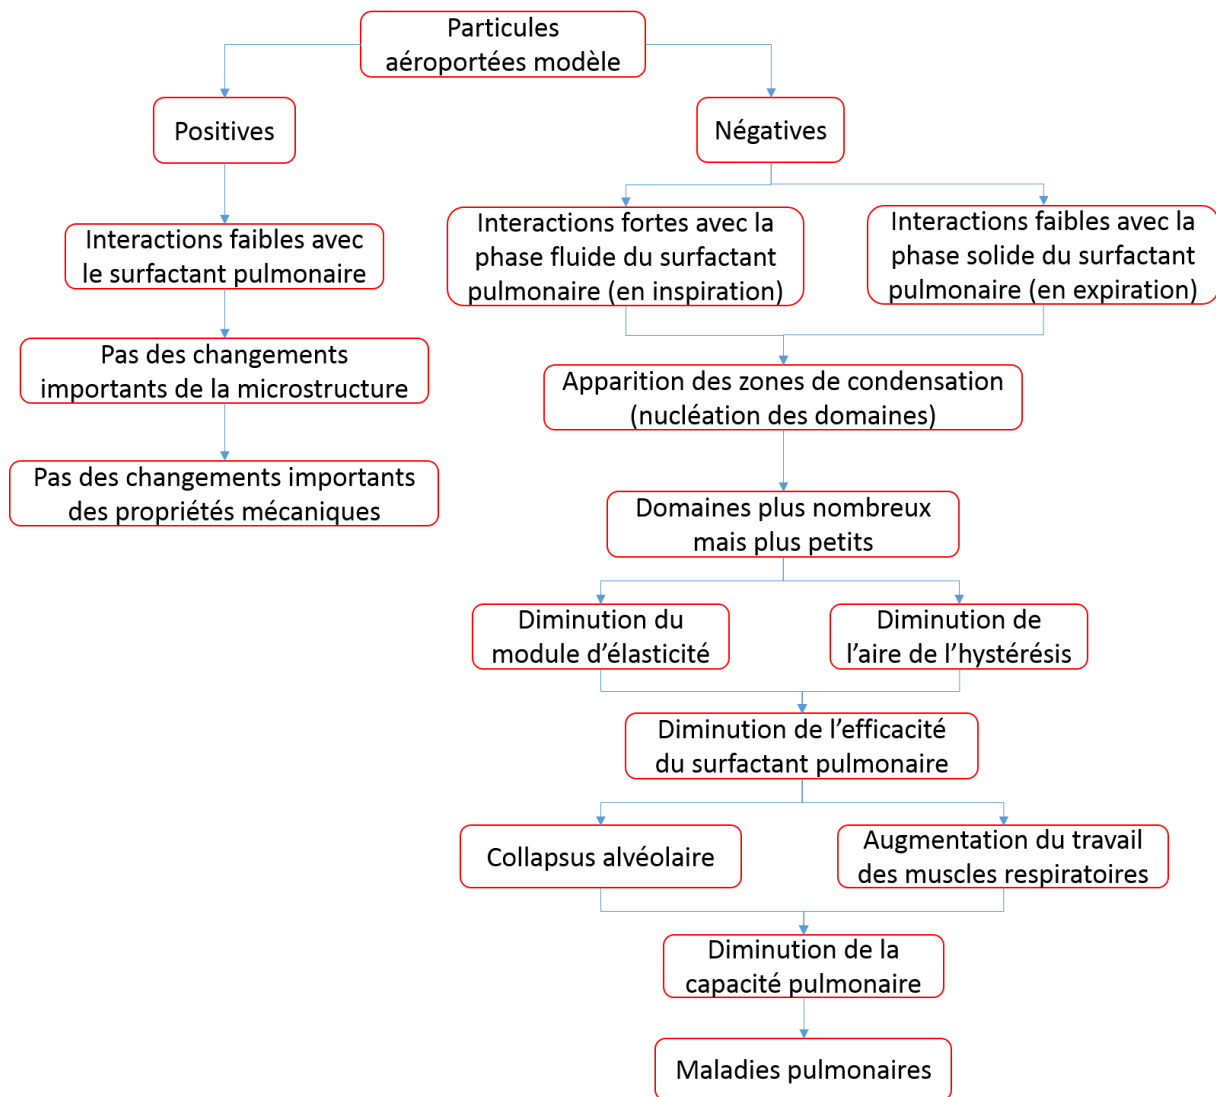 Particules
aéroportées modèle
Positives
Négatives
Interactions faibles avec
le surfactant pulmonaire
Interactions fortes avec la
phase fluide du surfactant
pulmonaire (en inspiration)
Interactions faibles avec la
phase solide du surfactant
pulmonaire (en expiration)
Pas des changements
importants de la microstructure
Apparition des zones de condensation
(nucléation des domaines)
Pas des changements importants
des propriétés mécaniques
Domaines plus nombreux
mais plus petits
Diminution du
module d’élasticité
Diminution de
l’aire de l’hystérésis
Diminution de l’efficacité
du surfactant pulmonaire
Collapsus alvéolaire
Augmentation du travail
des muscles respiratoires
Diminution de la
capacité pulmonaire
Maladies pulmonaires